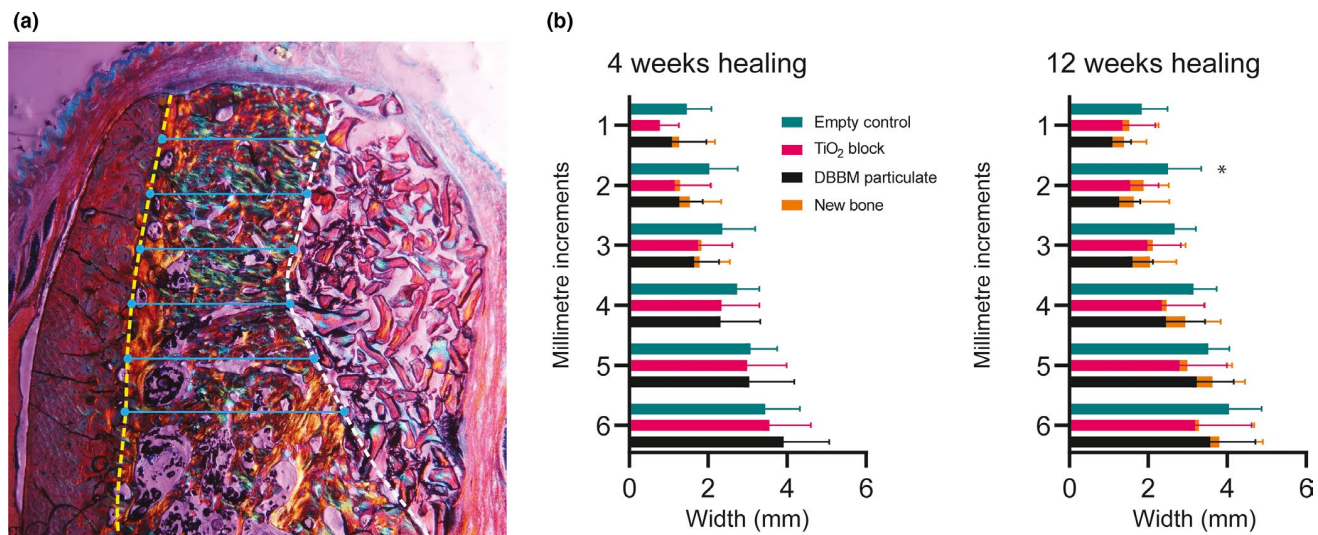 (a)
(b)
4 weeks healing
Millimetre increments
1
2
3
4
5
6
0 2 4 6
Width (mm)
Empty control
TiO₂ block
DBBM particulate
New bone
12 weeks healing
Millimetre increments
1
2
3
4
5
6
*
0 2 4 6
Width (mm)